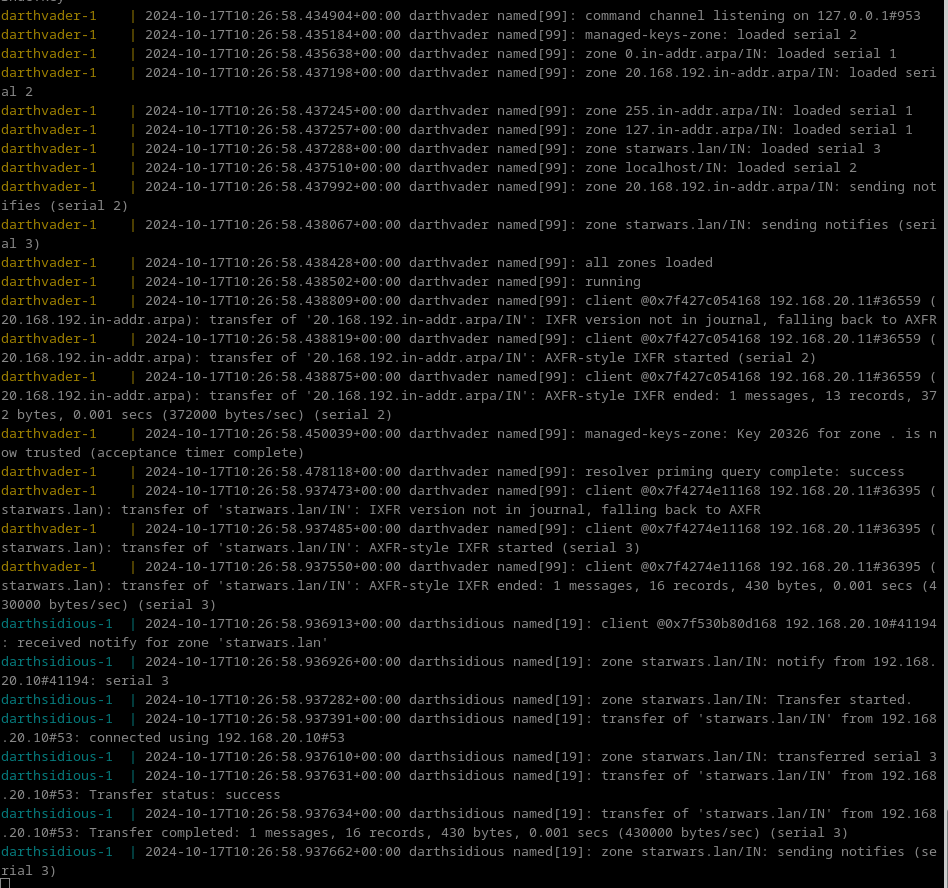 darthvader-1    | 2024-10-17T10:26:58.434904+00:00 darthvader named[99]: command channel listening on 127.0.0.1#953
darthvader-1    | 2024-10-17T10:26:58.435184+00:00 darthvader named[99]: managed-keys-zone: loaded serial 2
darthvader-1    | 2024-10-17T10:26:58.435638+00:00 darthvader named[99]: zone 0.in-addr.arpa/IN: loaded serial 1
darthvader-1    | 2024-10-17T10:26:58.437198+00:00 darthvader named[99]: zone 20.168.192.in-addr.arpa/IN: loaded seri
al 2
darthvader-1    | 2024-10-17T10:26:58.437245+00:00 darthvader named[99]: zone 255.in-addr.arpa/IN: loaded serial 1
darthvader-1    | 2024-10-17T10:26:58.437257+00:00 darthvader named[99]: zone 127.in-addr.arpa/IN: loaded serial 1
darthvader-1    | 2024-10-17T10:26:58.437288+00:00 darthvader named[99]: zone starwars.lan/IN: loaded serial 3
darthvader-1    | 2024-10-17T10:26:58.437510+00:00 darthvader named[99]: zone localhost/IN: loaded serial 2
darthvader-1    | 2024-10-17T10:26:58.437992+00:00 darthvader named[99]: zone 20.168.192.in-addr.arpa/IN: sending not
ifies (serial 2)
darthvader-1    | 2024-10-17T10:26:58.438067+00:00 darthvader named[99]: zone starwars.lan/IN: sending notifies (seri
al 3)
darthvader-1    | 2024-10-17T10:26:58.438428+00:00 darthvader named[99]: all zones loaded
darthvader-1    | 2024-10-17T10:26:58.438502+00:00 darthvader named[99]: running
darthvader-1    | 2024-10-17T10:26:58.438809+00:00 darthvader named[99]: client @0x7f427c054168 192.168.20.11#36559 (
20.168.192.in-addr.arpa): transfer of '20.168.192.in-addr.arpa/IN': IXFR version not in journal, falling back to AXFR
darthvader-1    | 2024-10-17T10:26:58.438819+00:00 darthvader named[99]: client @0x7f427c054168 192.168.20.11#36559 (
20.168.192.in-addr.arpa): transfer of '20.168.192.in-addr.arpa/IN': AXFR-style IXFR started (serial 2)
darthvader-1    | 2024-10-17T10:26:58.438875+00:00 darthvader named[99]: client @0x7f427c054168 192.168.20.11#36559 (
20.168.192.in-addr.arpa): transfer of '20.168.192.in-addr.arpa/IN': AXFR-style IXFR ended: 1 messages, 13 records, 37
2 bytes, 0.001 secs (372000 bytes/sec) (serial 2)
darthvader-1    | 2024-10-17T10:26:58.450039+00:00 darthvader named[99]: managed-keys-zone: Key 20326 for zone . is n
ow trusted (acceptance timer complete)
darthvader-1    | 2024-10-17T10:26:58.478118+00:00 darthvader named[99]: resolver priming query complete: success
darthvader-1    | 2024-10-17T10:26:58.937473+00:00 darthvader named[99]: client @0x7f4274e11168 192.168.20.11#36395 (
starwars.lan): transfer of 'starwars.lan/IN': IXFR version not in journal, falling back to AXFR
darthvader-1    | 2024-10-17T10:26:58.937485+00:00 darthvader named[99]: client @0x7f4274e11168 192.168.20.11#36395 (
starwars.lan): transfer of 'starwars.lan/IN': AXFR-style IXFR started (serial 3)
darthvader-1    | 2024-10-17T10:26:58.937550+00:00 darthvader named[99]: client @0x7f4274e11168 192.168.20.11#36395 (
starwars.lan): transfer of 'starwars.lan/IN': AXFR-style IXFR ended: 1 messages, 16 records, 430 bytes, 0.001 secs (4
30000 bytes/sec) (serial 3)
darthsidious-1  | 2024-10-17T10:26:58.936913+00:00 darthsidious named[19]: client @0x7f530b80d168 192.168.20.10#41194
: received notify for zone 'starwars.lan'
darthsidious-1  | 2024-10-17T10:26:58.936926+00:00 darthsidious named[19]: zone starwars.lan/IN: notify from 192.168.
20.10#41194: serial 3
darthsidious-1  | 2024-10-17T10:26:58.937282+00:00 darthsidious named[19]: zone starwars.lan/IN: Transfer started.
darthsidious-1  | 2024-10-17T10:26:58.937391+00:00 darthsidious named[19]: transfer of 'starwars.lan/IN' from 192.168
.20.10#53: connected using 192.168.20.10#53
darthsidious-1  | 2024-10-17T10:26:58.937610+00:00 darthsidious named[19]: zone starwars.lan/IN: transferred serial 3
darthsidious-1  | 2024-10-17T10:26:58.937631+00:00 darthsidious named[19]: transfer of 'starwars.lan/IN' from 192.168
.20.10#53: Transfer status: success
darthsidious-1  | 2024-10-17T10:26:58.937634+00:00 darthsidious named[19]: transfer of 'starwars.lan/IN' from 192.168
.20.10#53: Transfer completed: 1 messages, 16 records, 430 bytes, 0.001 secs (430000 bytes/sec) (serial 3)
darthsidious-1  | 2024-10-17T10:26:58.937662+00:00 darthsidious named[19]: zone starwars.lan/IN: sending notifies (se
rial 3)